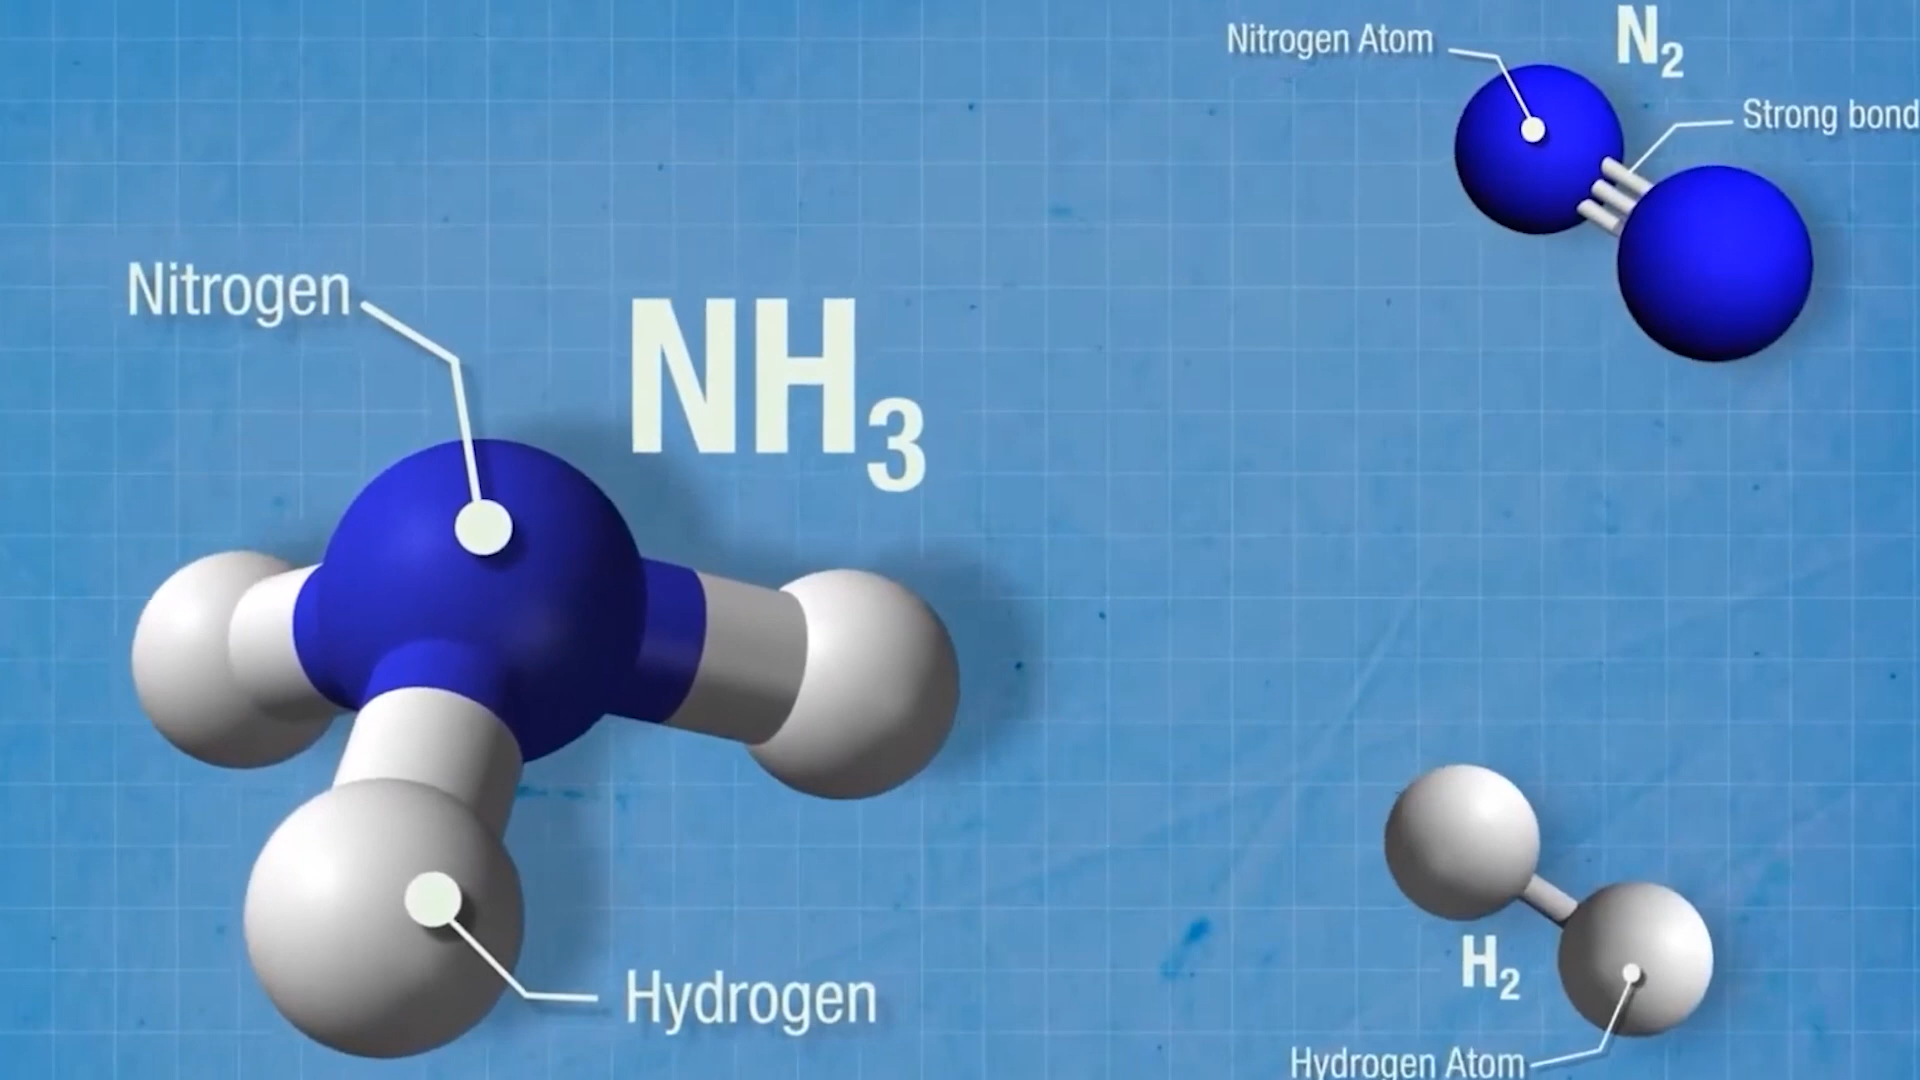 Nitrogen Atom
N₂
Strong bond
Nitrogen
NH₃
H₂
Hydrogen
Hydrogen Atom